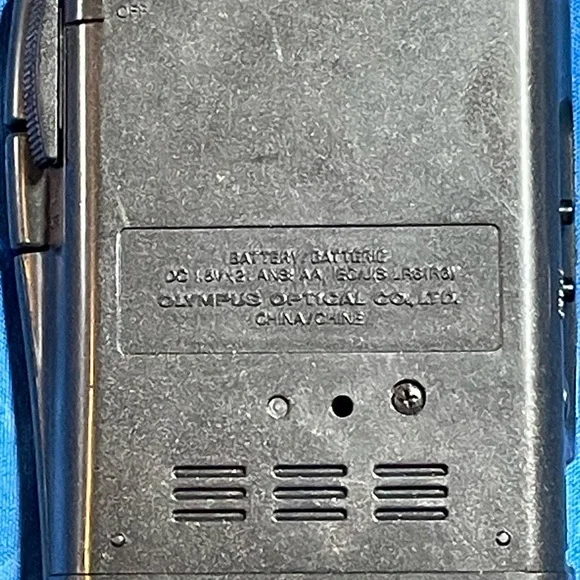 OFF
BATTERY/BATTERIE
DC 1.5V×2: ANSI AA, IEC/JIS LR6(R6)
OLYMPUS OPTICAL CO., LTD.
CHINA/CHINE